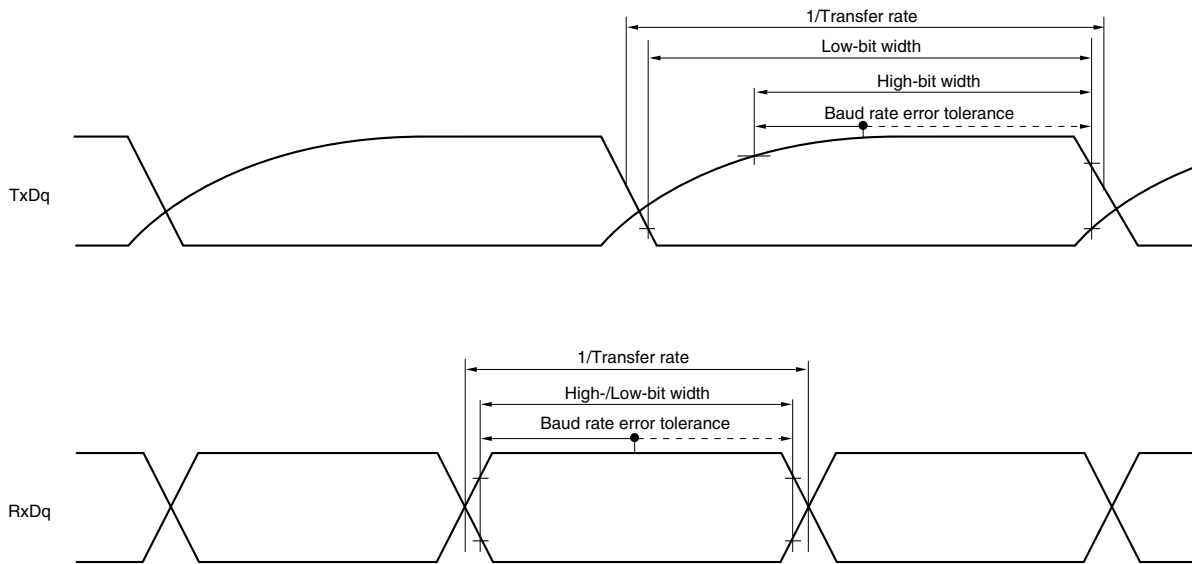 1/Transfer rate
Low-bit width
High-bit width
Baud rate error tolerance
TxDq
1/Transfer rate
High-/Low-bit width
Baud rate error tolerance
RxDq